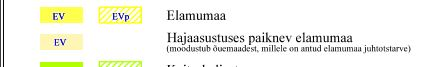 EV EVp Elamumaa
EV Hajaasustuses paiknev elamumaa
(moodustub õuemaadest, millele on antud elamumaa juhtotstarve)